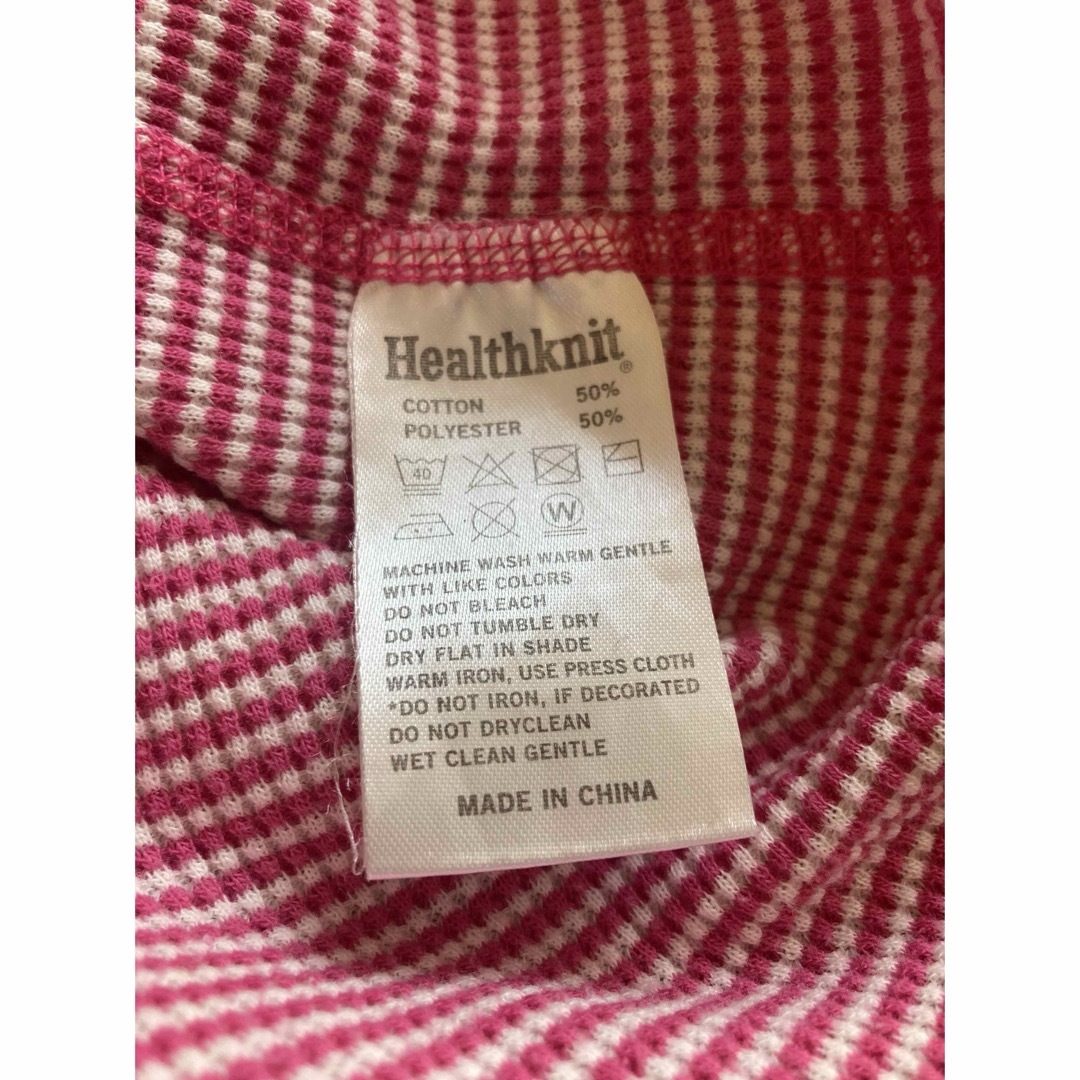 Healthknit®
COTTON 50%
POLYESTER 50%
40
W
MACHINE WASH WARM GENTLE
WITH LIKE COLORS
DO NOT BLEACH
DO NOT TUMBLE DRY
DRY FLAT IN SHADE
WARM IRON, USE PRESS CLOTH
*DO NOT IRON, IF DECORATED
DO NOT DRYCLEAN
WET CLEAN GENTLE
MADE IN CHINA